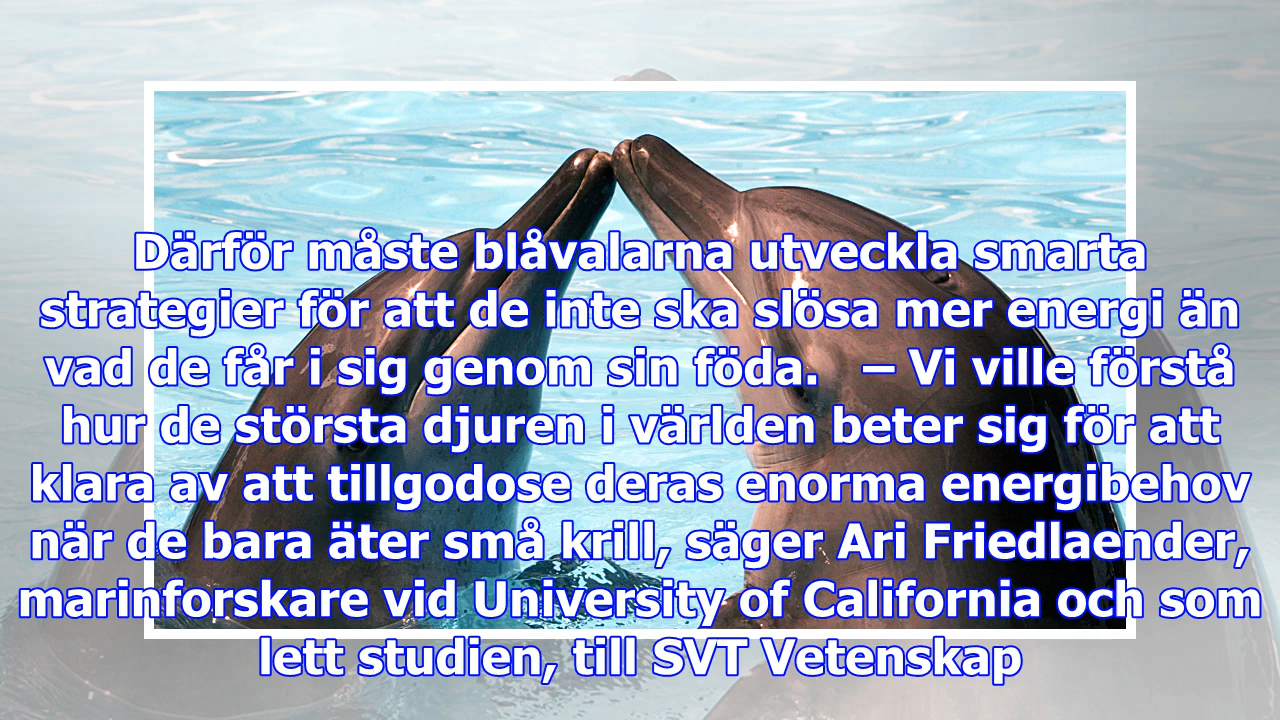 Därför måste blåvalarna utveckla smarta
strategier för att de inte ska slösa mer energi än
vad de får i sig genom sin föda. – Vi ville förstå
hur de största djuren i världen beter sig för att
klara av att tillgodose deras enorma energibehov
när de bara äter små krill, säger Ari Friedlaender,
marinforskare vid University of California och som
lett studien, till SVT Vetenskap